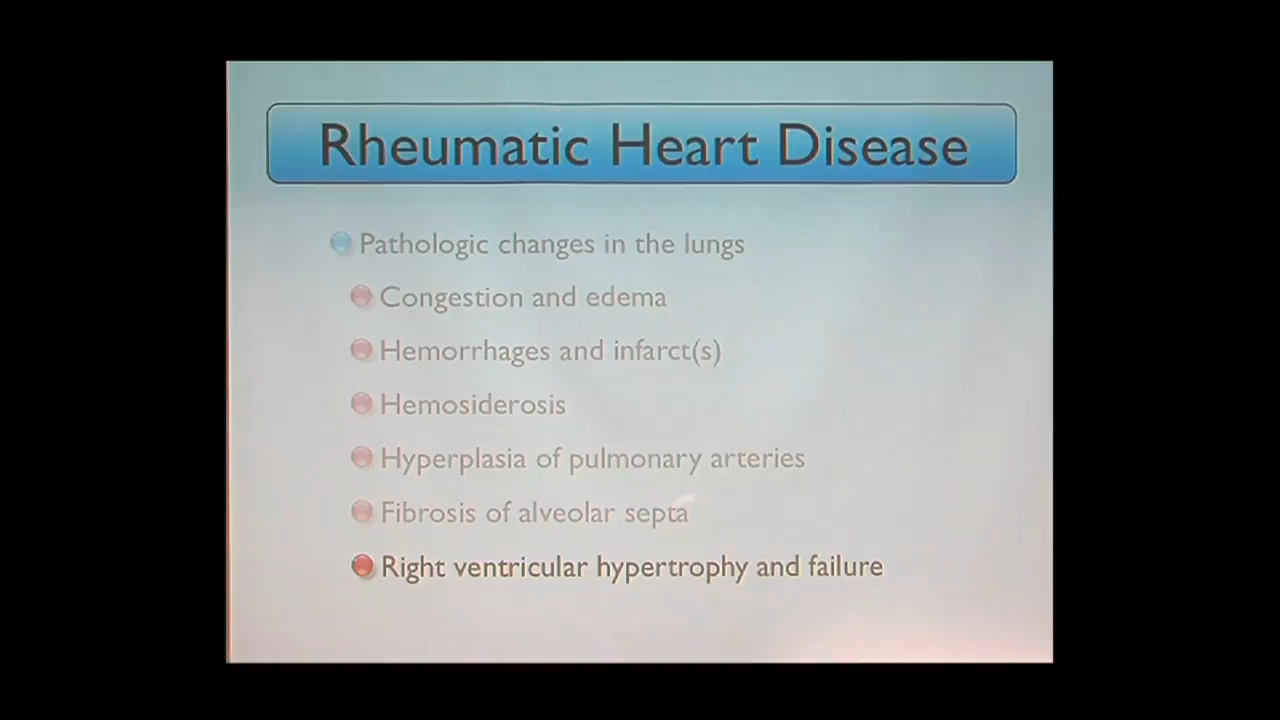 Rheumatic Heart Disease
Pathologic changes in the lungs
Congestion and edema
Hemorrhages and infarct(s)
Hemosiderosis
Hyperplasia of pulmonary arteries
Fibrosis of alveolar septa
Right ventricular hypertrophy and failure